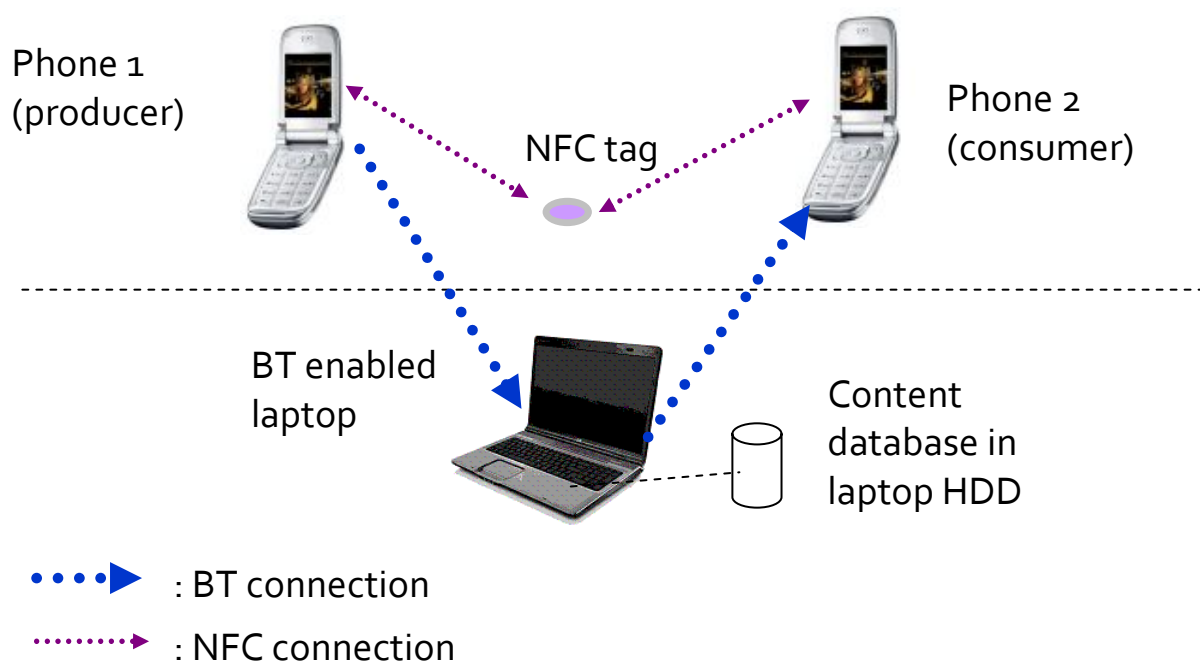 Phone 1
(producer)
NFC tag
Phone 2
(consumer)
BT enabled
laptop
Content
database in
laptop HDD
: BT connection
: NFC connection